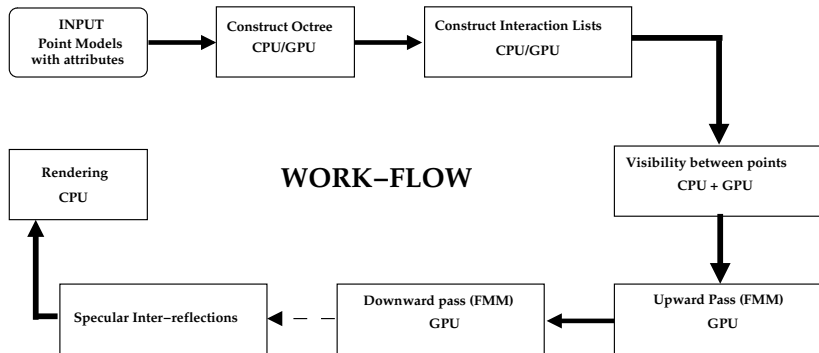 INPUT
Point Models
with attributes
Construct Octree
CPU/GPU
Construct Interaction Lists
CPU/GPU
Visibility between points
CPU + GPU
Upward Pass (FMM)
GPU
Downward pass (FMM)
GPU
Specular Inter−reflections
Rendering
CPU
WORK−FLOW